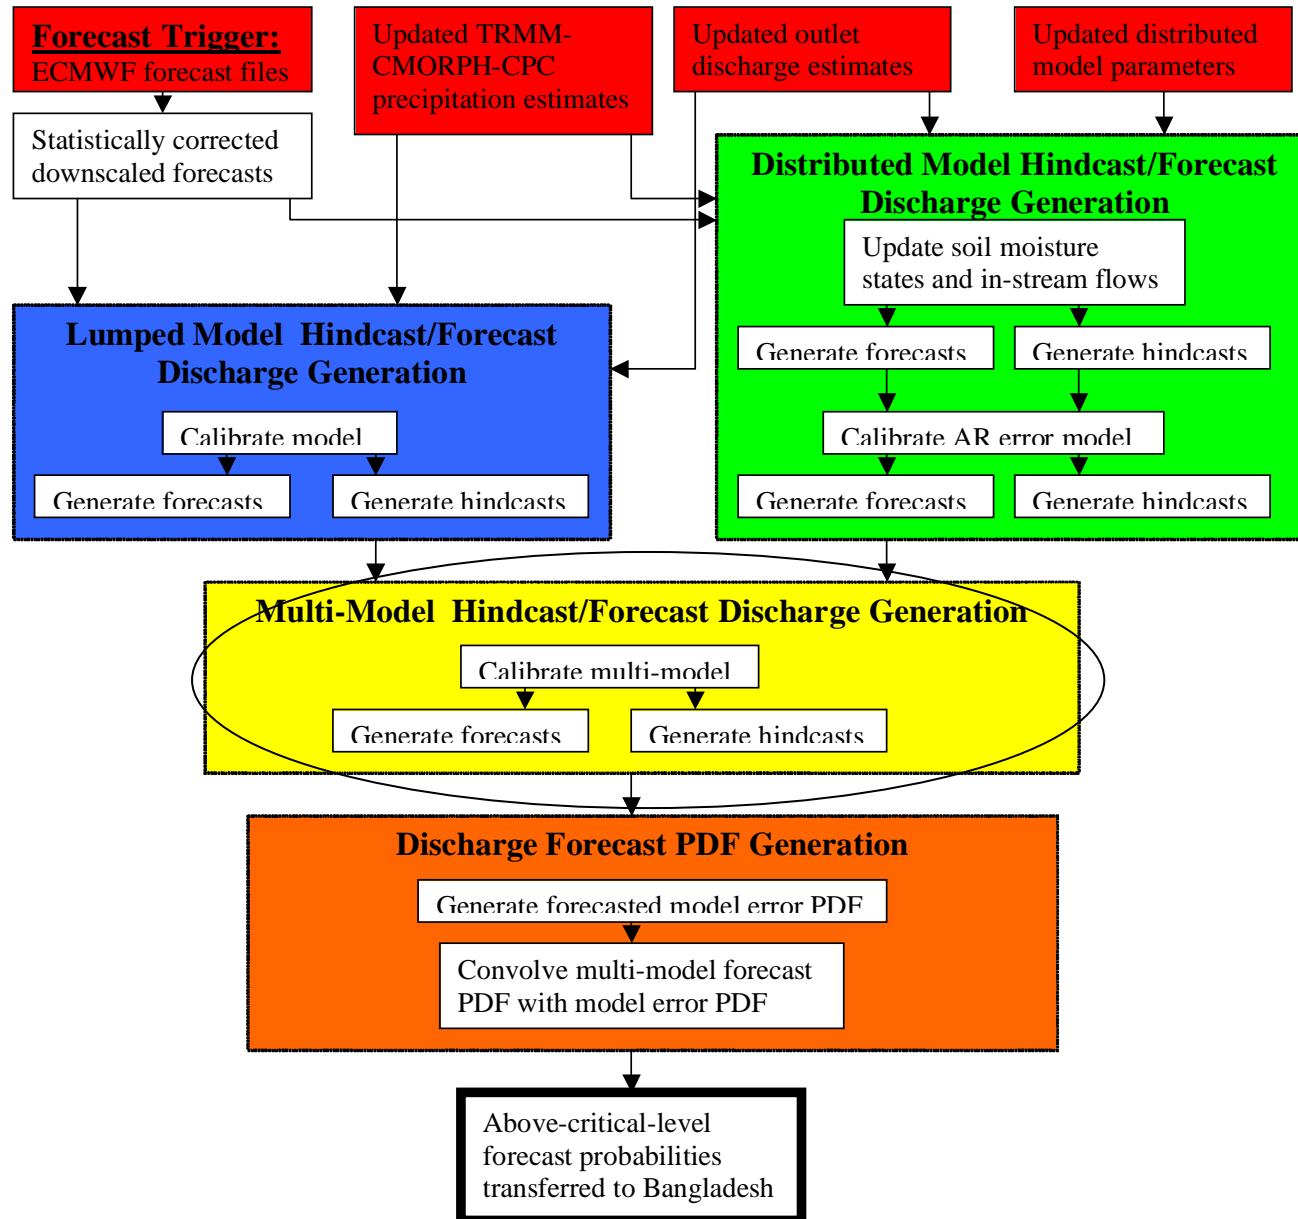 Forecast Trigger:
ECMWF forecast files
Updated TRMM-
CMORPH-CPC
precipitation estimates
Updated outlet
discharge estimates
Updated distributed
model parameters
Statistically corrected
downscaled forecasts
Distributed Model Hindcast/Forecast
Discharge Generation
Update soil moisture
states and in-stream flows
Generate forecasts
Generate hindcasts
Calibrate AR error model
Generate forecasts
Generate hindcasts
Lumped Model Hindcast/Forecast
Discharge Generation
Calibrate model
Generate forecasts
Generate hindcasts
Multi-Model Hindcast/Forecast Discharge Generation
Calibrate multi-model
Generate forecasts
Generate hindcasts
Discharge Forecast PDF Generation
Generate forecasted model error PDF
Convolve multi-model forecast
PDF with model error PDF
Above-critical-level
forecast probabilities
transferred to Bangladesh